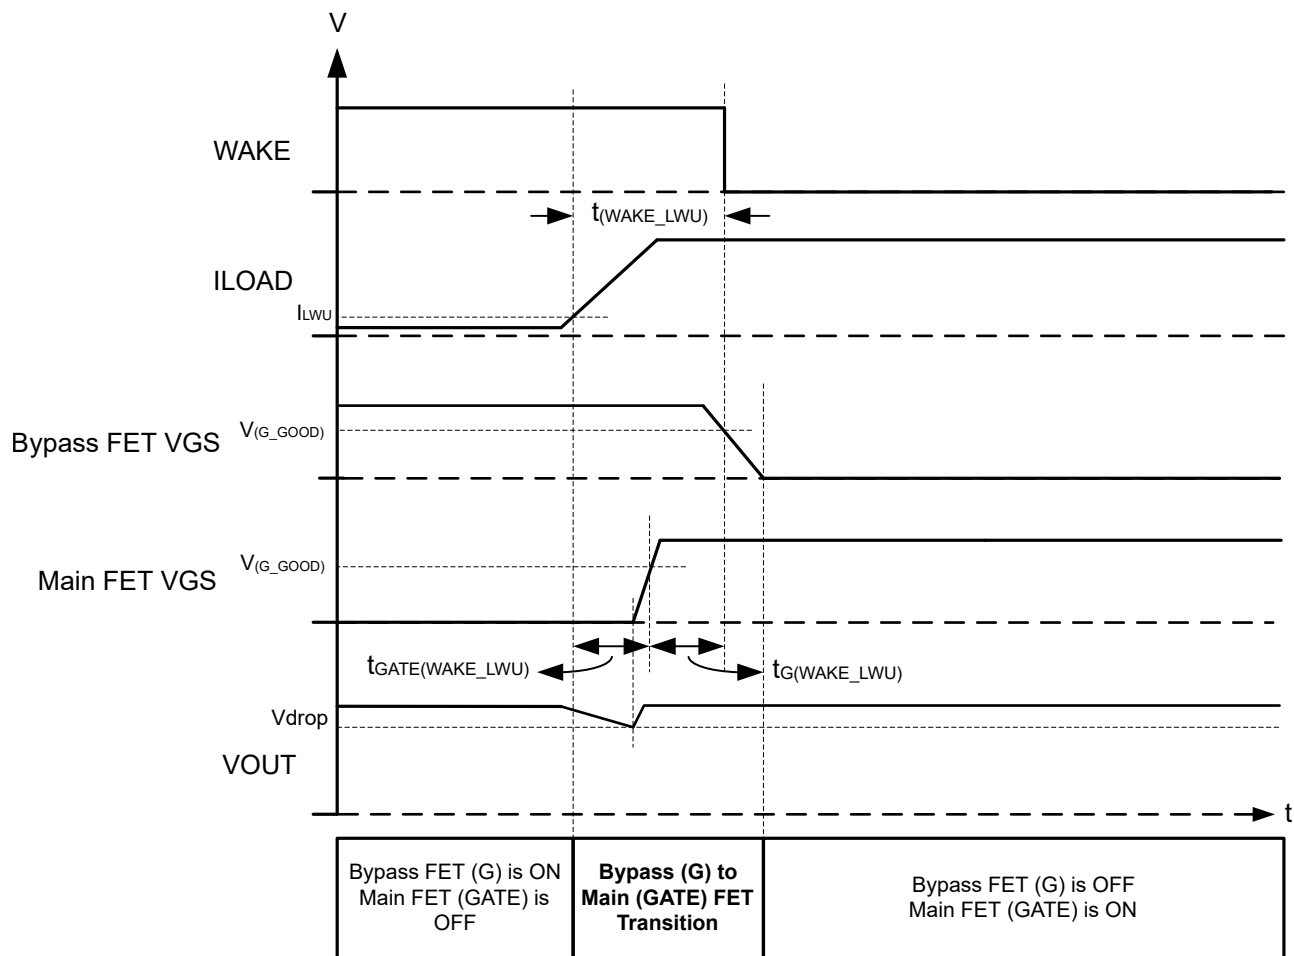 V
WAKE
t(WAKE_LWU)
ILOAD
ILWU
Bypass FET VGS
V(G_GOOD)
Main FET VGS
V(G_GOOD)
tGATE(WAKE_LWU)
tG(WAKE_LWU)
Vdrop
VOUT
t
Bypass FET (G) is ON
Main FET (GATE) is
OFF
Bypass (G) to
Main (GATE) FET
Transition
Bypass FET (G) is OFF
Main FET (GATE) is ON